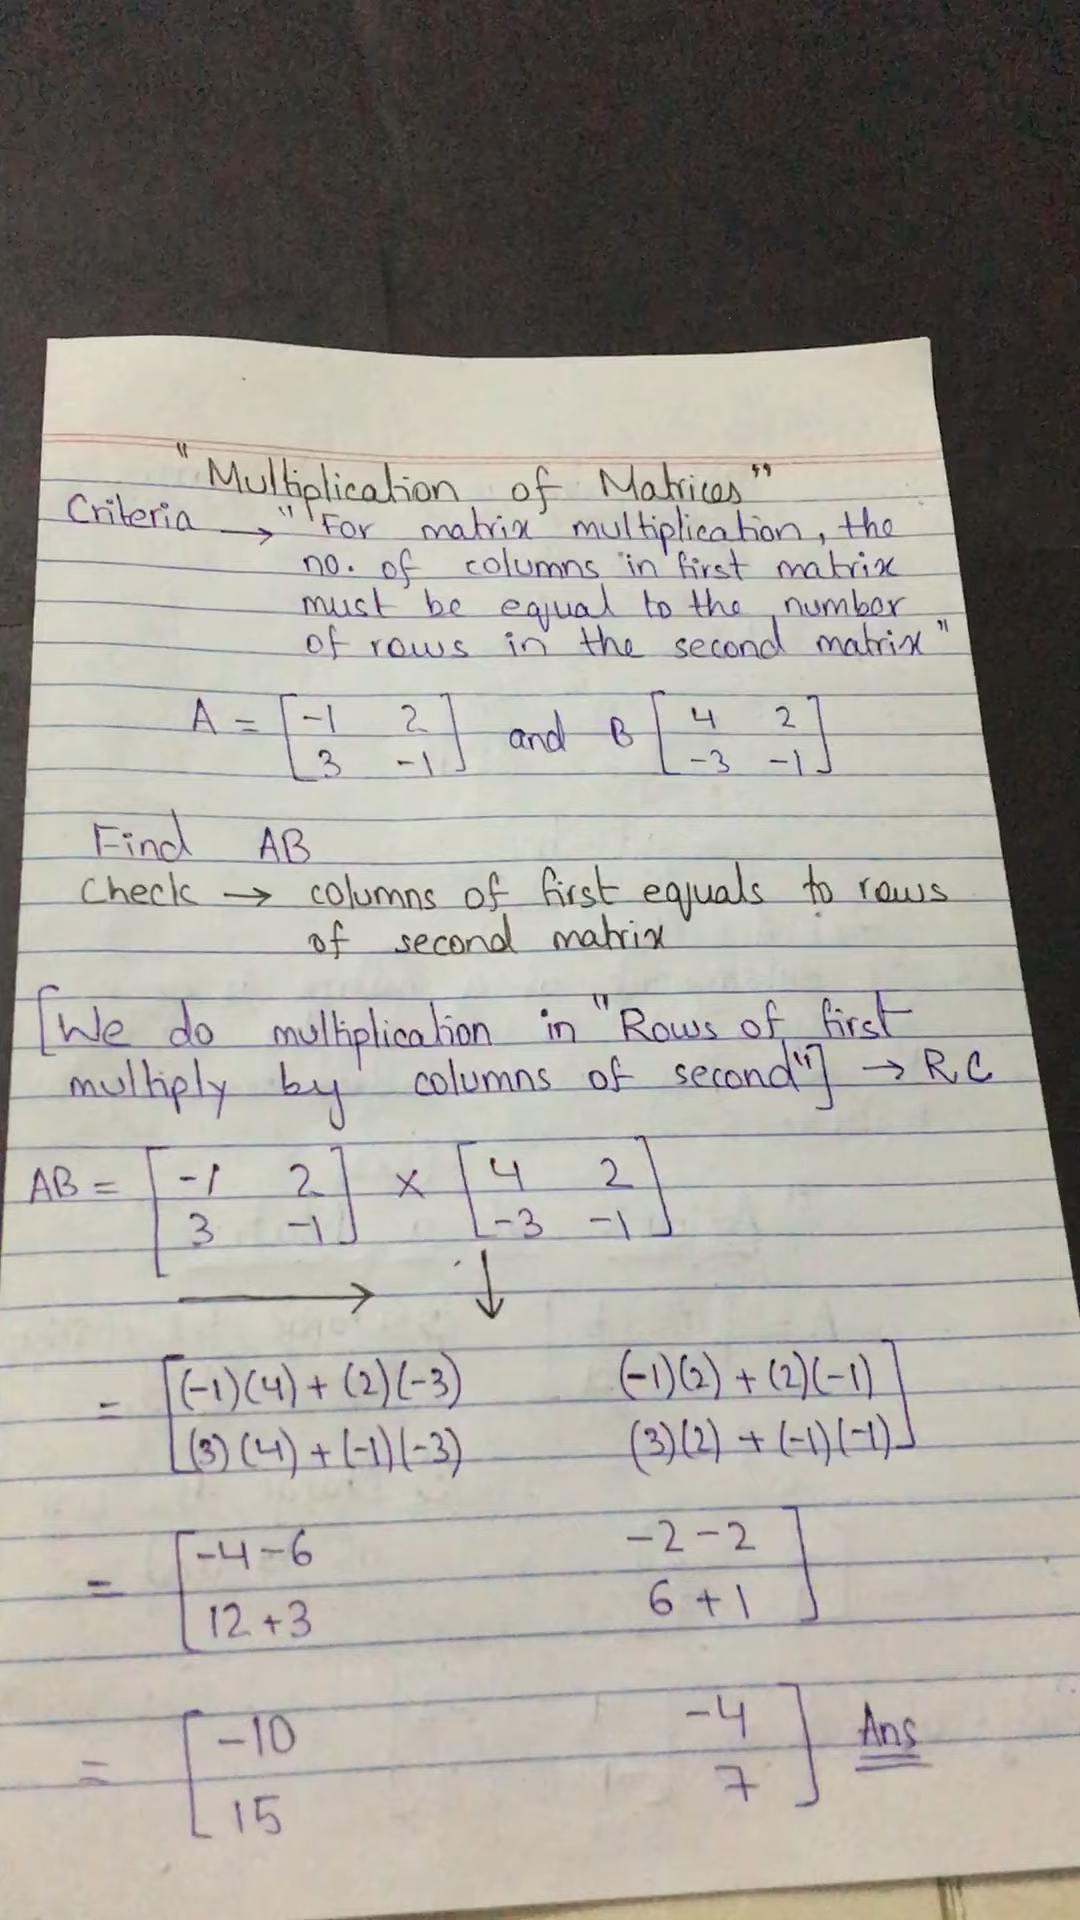 "Multiplication of Matrices"
Criteria → "For matrix multiplication, the
no. of columns in first matrix
must be equal to the number
of rows in the second matrix"
A = [-1 2] and B [4 2]
[3 -1] [-3 -1]
Find AB
Check → columns of first equals to rows
of second matrix
[We do multiplication in "Rows of first
multiply by columns of second"] → RC
AB = [-1 2] × [4 2]
[3 -1] [-3 -1]
→ ↓
= [(-1)(4) + (2)(-3) (-1)(2) + (2)(-1)]
[(3)(4) + (-1)(-3) (3)(2) + (-1)(-1)]
= [-4-6 -2-2]
[12+3 6+1]
= [-10 -4] Ans
[15 7]